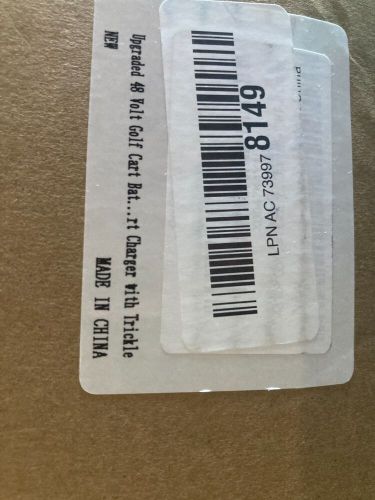 Upgraded 48 Volt Golf Cart Bat...rt Charger with Trickle
NEW
MADE IN CHINA
LPN AC 73997 8149